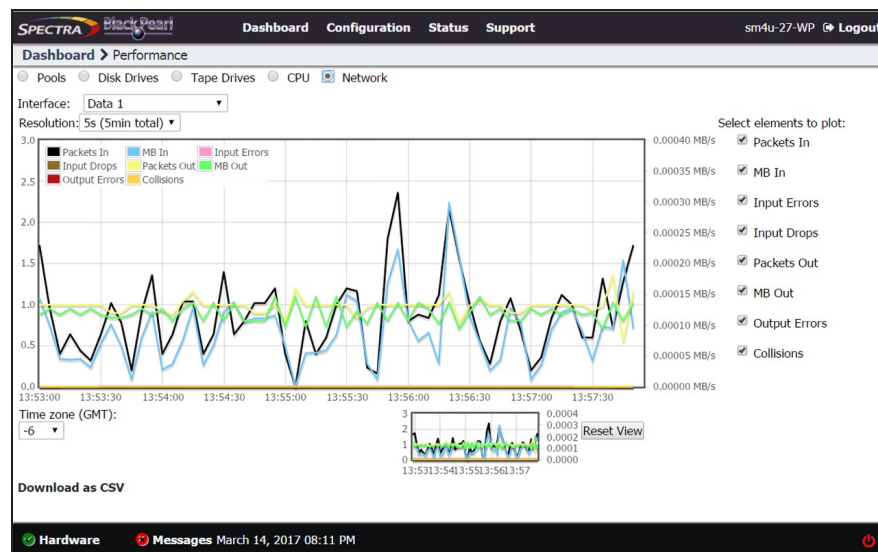 SPECTRA BlackPearl Dashboard Configuration Status Support sm4u-27-WP Logout
Dashboard > Performance
Pools Disk Drives Tape Drives CPU Network
Interface: Data 1
Resolution: 5s (5min total)
Select elements to plot:
Packets In MB In Input Errors
Input Drops Packets Out MB Out
Output Errors Collisions
3.0
2.5
2.0
1.5
1.0
0.5
0.0
0.00040 MB/s
0.00035 MB/s
0.00030 MB/s
0.00025 MB/s
0.00020 MB/s
0.00015 MB/s
0.00010 MB/s
0.00005 MB/s
0.00000 MB/s
13:53:00 13:53:30 13:54:00 13:54:30 13:55:00 13:55:30 13:56:00 13:56:30 13:57:00 13:57:30
Packets In
MB In
Input Errors
Input Drops
Packets Out
MB Out
Output Errors
Collisions
Time zone (GMT):
-6
3
2
1
0
0.0004
0.0003
0.0002
0.0001
0.0000
13:53 13:54 13:55 13:56 13:57
Reset View
Download as CSV
Hardware Messages March 14, 2017 08:11 PM